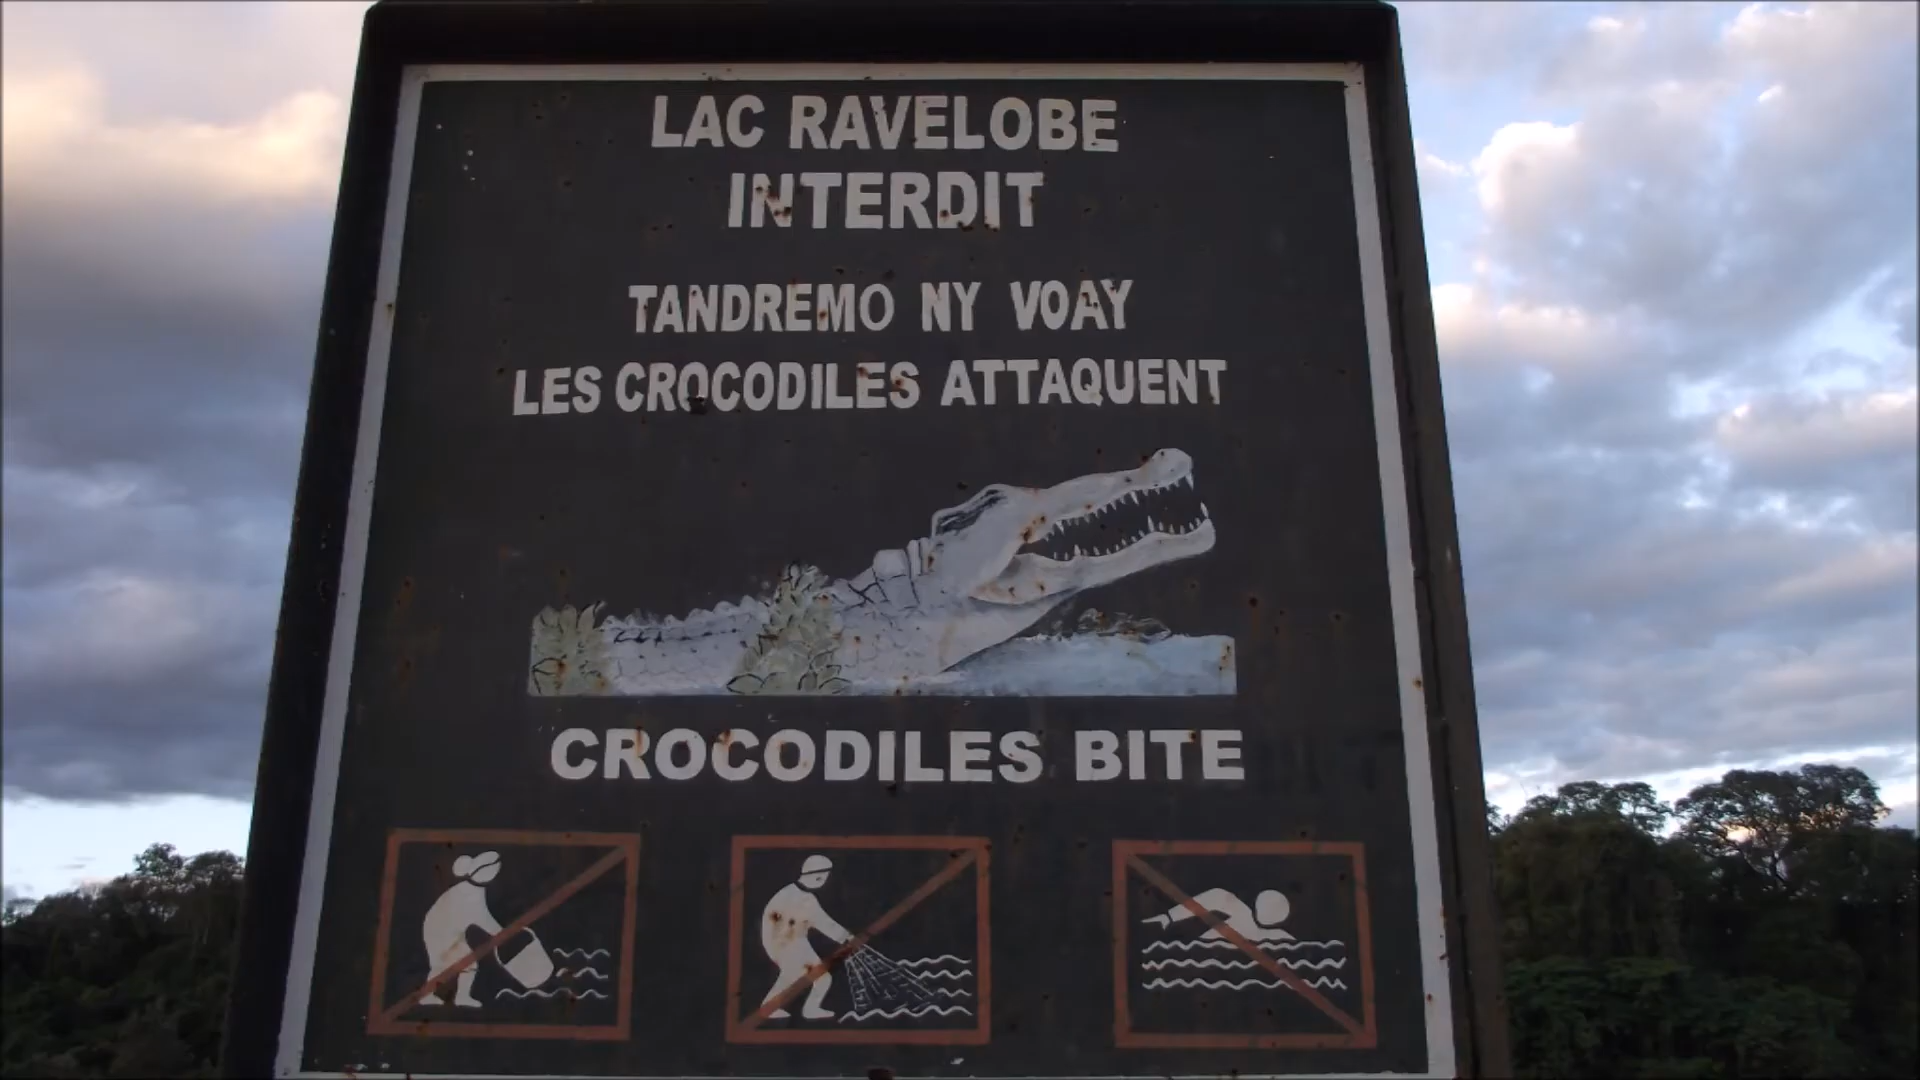 LAC RAVELOBE
INTERDIT
TANDREMO NY VOAY
LES CROCODILES ATTAQUENT
CROCODILES BITE